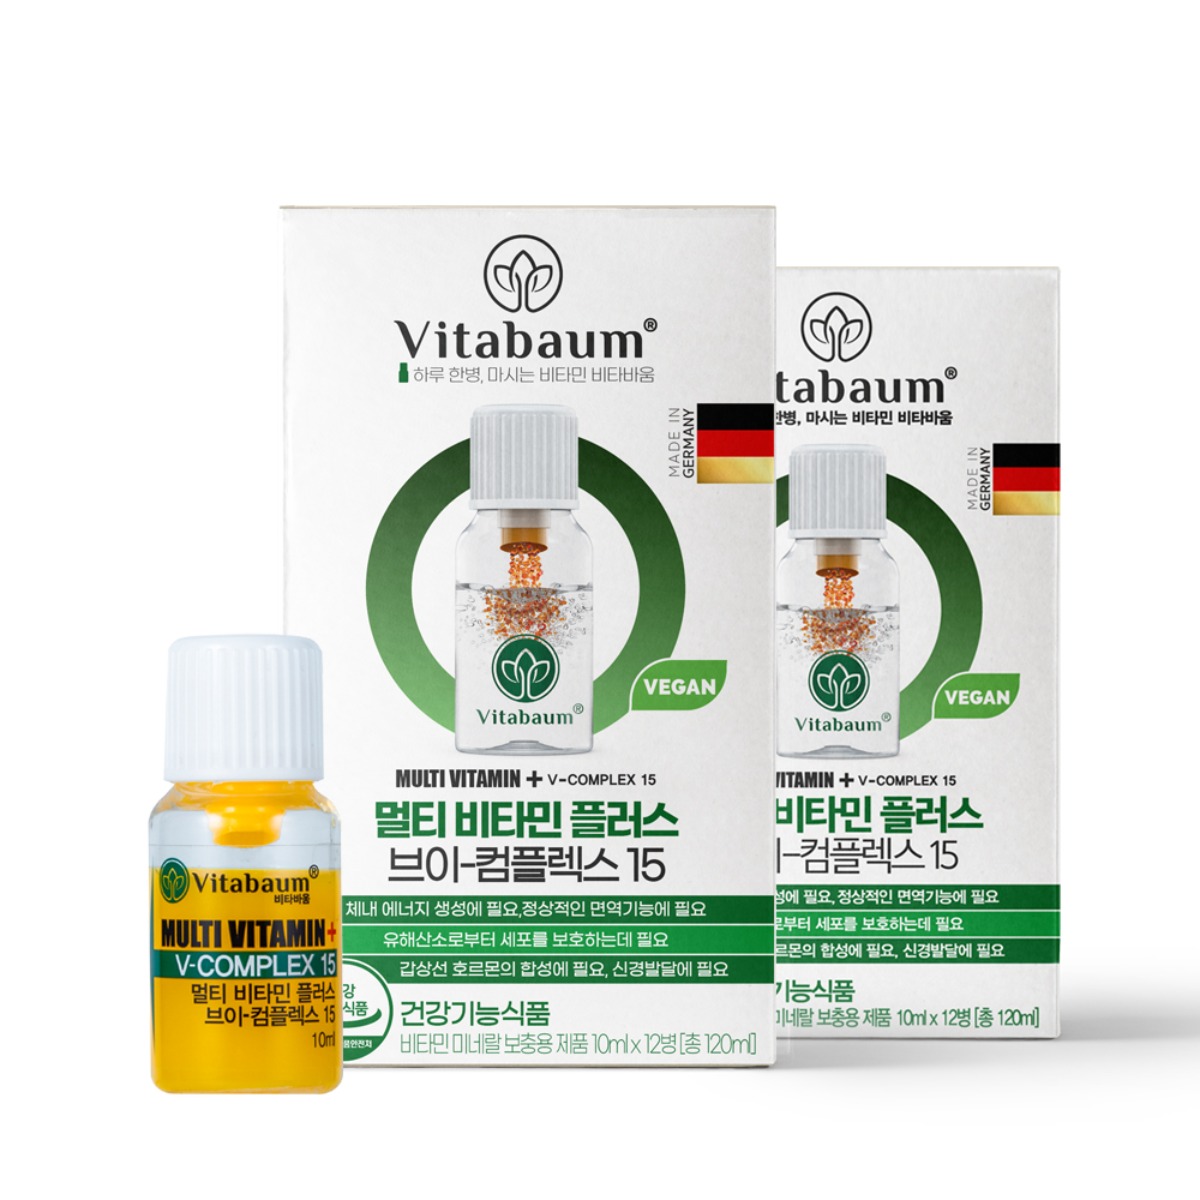 Vitabaum®
하루 한병, 마시는 비타민 비타바움
MADE IN
GERMANY
Vitabaum®
VEGAN
MULTI VITAMIN + V-COMPLEX 15
멀티 비타민 플러스
브이-컴플렉스 15
체내 에너지 생성에 필요,정상적인 면역기능에 필요
유해산소로부터 세포를 보호하는데 필요
갑상선 호르몬의 합성에 필요, 신경발달에 필요
건강기능식품
비타민 미네랄 보충용 제품 10ml x 12병 [총 120ml]
tabaum®
한병, 마시는 비타민 비타바움
MADE IN
GERMANY
Vitabaum®
VEGAN
VITAMIN + V-COMPLEX 15
비타민 플러스
-컴플렉스 15
성에 필요, 정상적인 면역기능에 필요
로부터 세포를 보호하는데 필요
르몬의 합성에 필요, 신경발달에 필요
기능식품
미네랄 보충용 제품 10ml x 12병 [총 120ml]
Vitabaum®
비타바움
MULTI VITAMIN+
V-COMPLEX 15
멀티 비타민 플러스
브이-컴플렉스 15
10ml
강
식품
품안전처